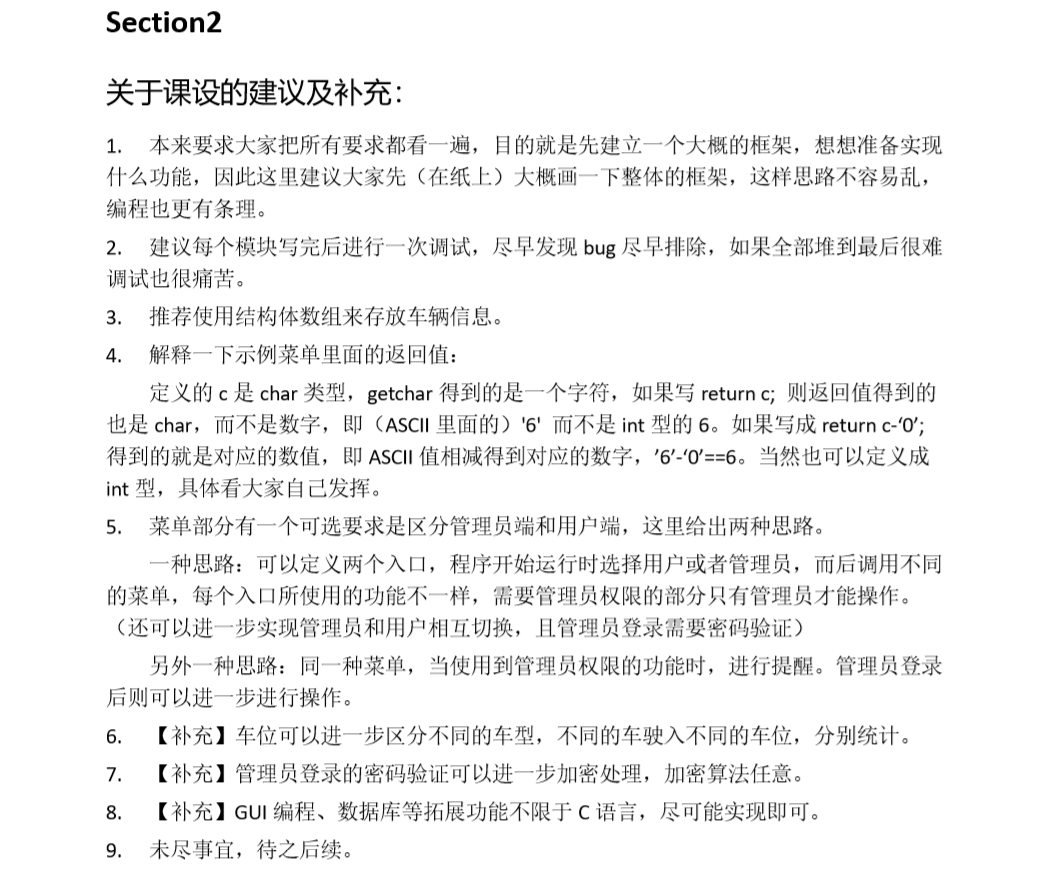 Section2
关于课设的建议及补充：
1. 本来要求大家把所有要求都看一遍，目的就是先建立一个大概的框架，想想准备实现
什么功能，因此这里建议大家先（在纸上）大概画一下整体的框架，这样思路不容易乱，
编程也更有条理。
2. 建议每个模块写完后进行一次调试，尽早发现 bug 尽早排除，如果全部堆到最后很难
调试也很痛苦。
3. 推荐使用结构体数组来存放车辆信息。
4. 解释一下示例菜单里面的返回值：
定义的 c 是 char 类型，getchar 得到的是一个字符，如果写 return c; 则返回值得到的
也是 char，而不是数字，即（ASCII 里面的）'6' 而不是 int 型的 6。如果写成 return c-‘0’;
得到的就是对应的数值，即 ASCII 值相减得到对应的数字，’6’-‘0’==6。当然也可以定义成
int 型，具体看大家自己发挥。
5. 菜单部分有一个可选要求是区分管理员端和用户端，这里给出两种思路。
一种思路：可以定义两个入口，程序开始运行时选择用户或者管理员，而后调用不同
的菜单，每个入口所使用的功能不一样，需要管理员权限的部分只有管理员才能操作。
（还可以进一步实现管理员和用户相互切换，且管理员登录需要密码验证）
另外一种思路：同一种菜单，当使用到管理员权限的功能时，进行提醒。管理员登录
后则可以进一步进行操作。
6. 【补充】车位可以进一步区分不同的车型，不同的车驶入不同的车位，分别统计。
7. 【补充】管理员登录的密码验证可以进一步加密处理，加密算法任意。
8. 【补充】GUI 编程、数据库等拓展功能不限于 C 语言，尽可能实现即可。
9. 未尽事宜，待之后续。